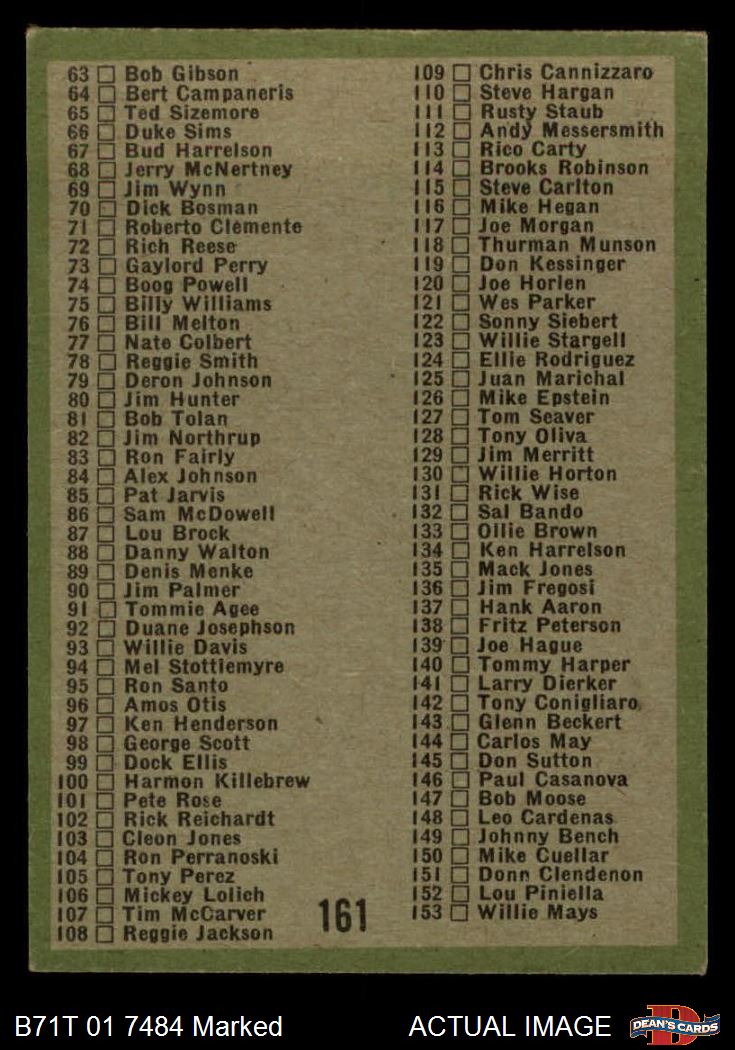 63 Bob Gibson
64 Bert Campaneris
65 Ted Sizemore
66 Duke Sims
67 Bud Harrelson
68 Jerry McNertney
69 Jim Wynn
70 Dick Bosman
71 Roberto Clemente
72 Rich Reese
73 Gaylord Perry
74 Boog Powell
75 Billy Williams
76 Bill Melton
77 Nate Colbert
78 Reggie Smith
79 Deron Johnson
80 Jim Hunter
81 Bob Tolan
82 Jim Northrup
83 Ron Fairly
84 Alex Johnson
85 Pat Jarvis
86 Sam McDowell
87 Lou Brock
88 Danny Walton
89 Denis Menke
90 Jim Palmer
91 Tommie Agee
92 Duane Josephson
93 Willie Davis
94 Mel Stottlemyre
95 Ron Santo
96 Amos Otis
97 Ken Henderson
98 George Scott
99 Dock Ellis
100 Harmon Killebrew
101 Pete Rose
102 Rick Reichardt
103 Cleon Jones
104 Ron Perranoski
105 Tony Perez
106 Mickey Lolich
107 Tim McCarver
108 Reggie Jackson
161
109 Chris Cannizzaro
110 Steve Hargan
111 Rusty Staub
112 Andy Messersmith
113 Rico Carty
114 Brooks Robinson
115 Steve Carlton
116 Mike Hegan
117 Joe Morgan
118 Thurman Munson
119 Don Kessinger
120 Joe Horlen
121 Wes Parker
122 Sonny Siebert
123 Willie Stargell
124 Ellie Rodriguez
125 Juan Marichal
126 Mike Epstein
127 Tom Seaver
128 Tony Oliva
129 Jim Merritt
130 Willie Horton
131 Rick Wise
132 Sal Bando
133 Ollie Brown
134 Ken Harrelson
135 Mack Jones
136 Jim Fregosi
137 Hank Aaron
138 Fritz Peterson
139 Joe Hague
140 Tommy Harper
141 Larry Dierker
142 Tony Conigliaro
143 Glenn Beckert
144 Carlos May
145 Don Sutton
146 Paul Casanova
147 Bob Moose
148 Leo Cardenas
149 Johnny Bench
150 Mike Cuellar
151 Donn Clendenon
152 Lou Piniella
153 Willie Mays
B71T 01 7484 Marked
ACTUAL IMAGE
D
DEAN'S CARDS